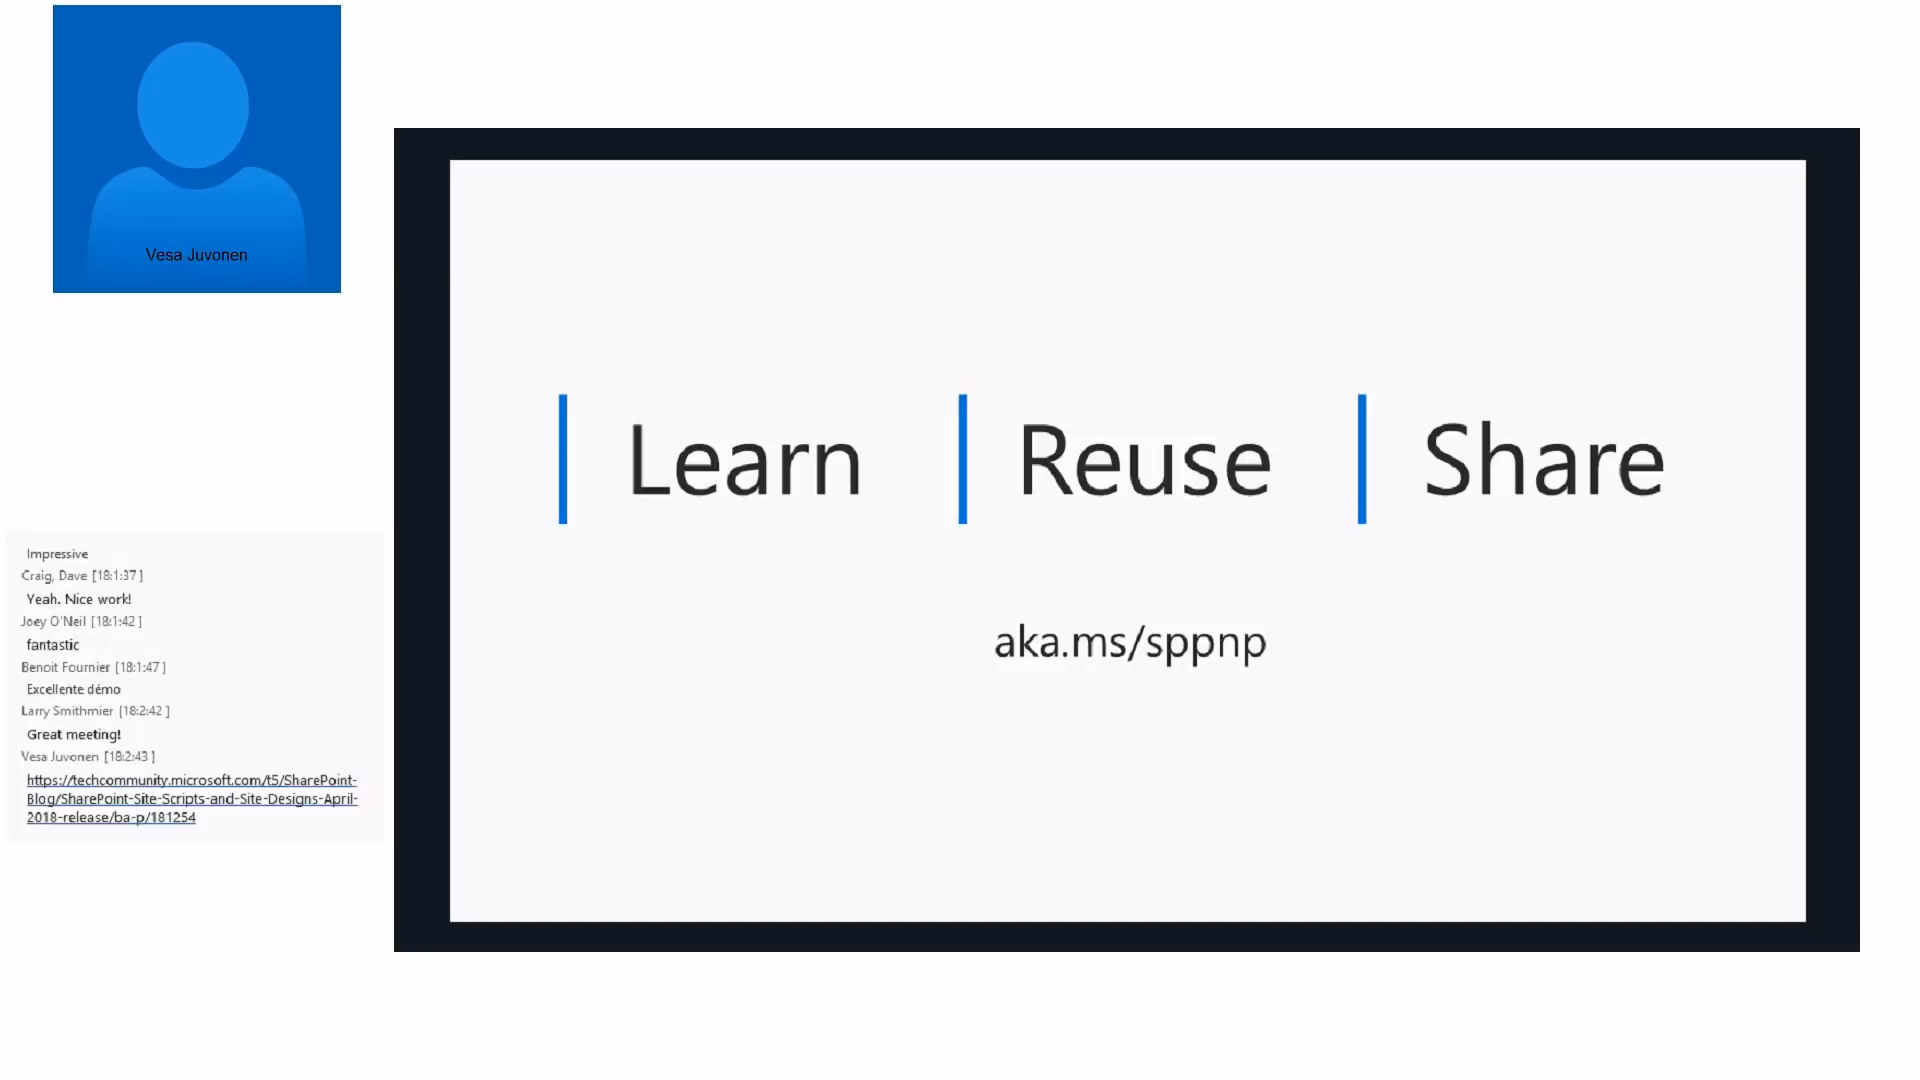 Vesa Juvonen
Learn
Reuse
Share
aka.ms/sppnp
Impressive
Craig, Dave [18:1:37 ]
Yeah. Nice work!
Joey O'Neil [18:1:42 ]
fantastic
Benoit Fournier [18:1:47 ]
Excellente démo
Larry Smithmier [18:2:42 ]
Great meeting!
Vesa Juvonen [18:2:43 ]
https://techcommunity.microsoft.com/t5/SharePoint-
Blog/SharePoint-Site-Scripts-and-Site-Designs-April-
2018-release/ba-p/181254